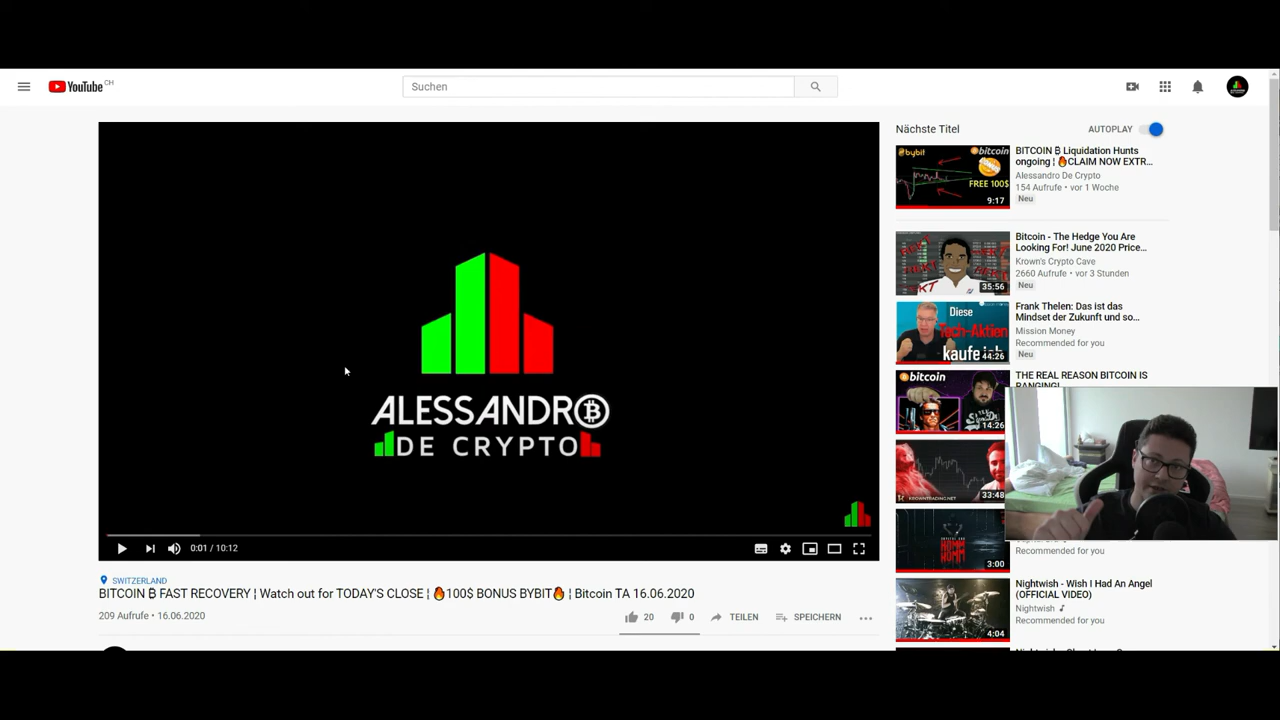 YouTube CH
Suchen
ALESSANDRO
DE CRYPTO
0:01 / 10:12
SWITZERLAND
BITCOIN ₿ FAST RECOVERY ¦ Watch out for TODAY'S CLOSE ¦ 🔥100$ BONUS BYBIT🔥 ¦ Bitcoin TA 16.06.2020
209 Aufrufe • 16.06.2020
20
0
TEILEN
SPEICHERN
Nächste Titel
AUTOPLAY
bybit
bitcoin
FREE 100$
9:17
BITCOIN ₿ Liquidation Hunts
ongoing ¦ 🔥CLAIM NOW EXTR...
Alessandro De Crypto
154 Aufrufe • vor 1 Woche
Neu
35:56
Bitcoin - The Hedge You Are
Looking For! June 2020 Price...
Krown's Crypto Cave
2660 Aufrufe • vor 3 Stunden
Neu
Diese
Tech-Aktien
kaufe ich
44:26
Frank Thelen: Das ist das
Mindset der Zukunft und so...
Mission Money
Recommended for you
Neu
bitcoin
14:26
THE REAL REASON BITCOIN IS
RANGING!
KROWNTRADING.NET
33:48
3:00
Recommended for you
4:04
Nightwish - Wish I Had An Angel
(OFFICIAL VIDEO)
Nightwish ♪
Recommended for you